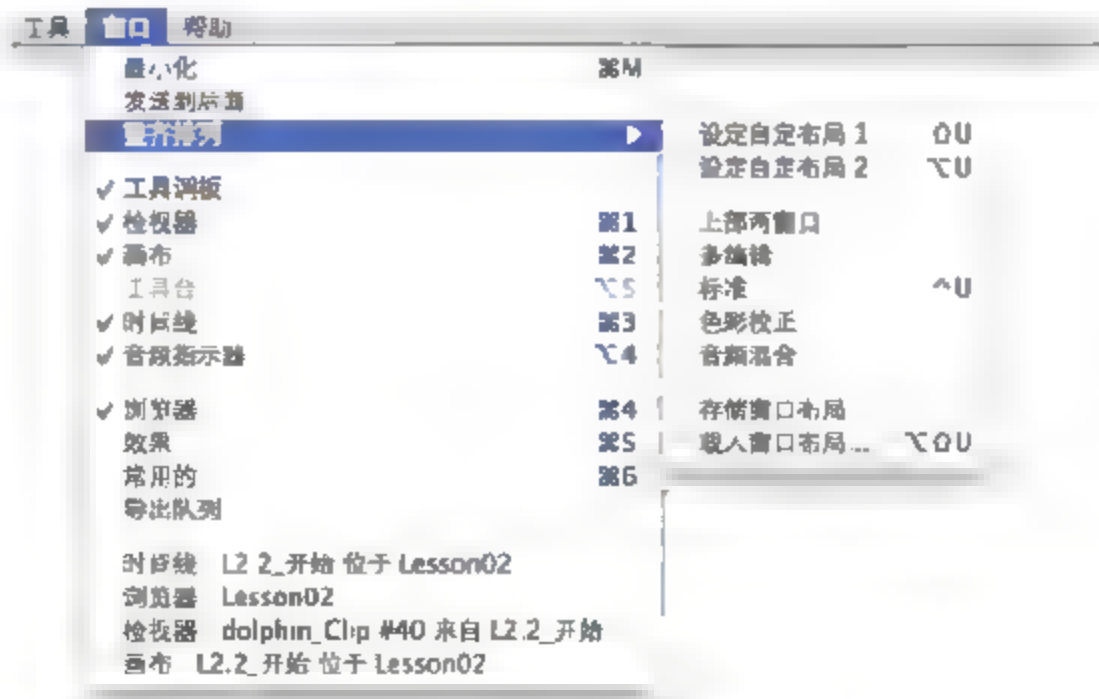 工具 窗口 帮助
最小化 ⌘M
发送到后面
重新排列 ▶
✓ 工具调板
✓ 检视器 ⌘1
✓ 画布 ⌘2
工具台 ⌥5
✓ 时间线 ⌘3
✓ 音频指示器 ⌥4
✓ 浏览器 ⌘4
效果 ⌘5
常用的 ⌘6
导出队列
时间线 L2.2_开始 位于 Lesson02
浏览器 Lesson02
检视器 dolphin_Clip #40 来自 L2.2_开始
画布 L2.2_开始 位于 Lesson02
设定自定布局 1 ⇧U
设定自定布局 2 ⌥U
上部两窗口
多编辑
标准 ^U
色彩校正
音频混合
存储窗口布局
载入窗口布局... ⌥⇧U